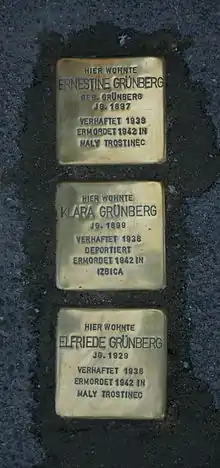 HIER WOHNTE
ERNESTINE GRÜNBERG
GEB. GRÜNBERG
JG. 1897
VERHAFTET 1938
ERMORDET 1942 IN
MALY TROSTINEC
HIER WOHNTE
KLARA GRÜNBERG
JG. 1899
VERHAFTET 1938
DEPORTIERT
ERMORDET 1942 IN
IZBICA
HIER WOHNTE
ELFRIEDE GRÜNBERG
JG. 1929
VERHAFTET 1938
ERMORDET 1942 IN
MALY TROSTINEC